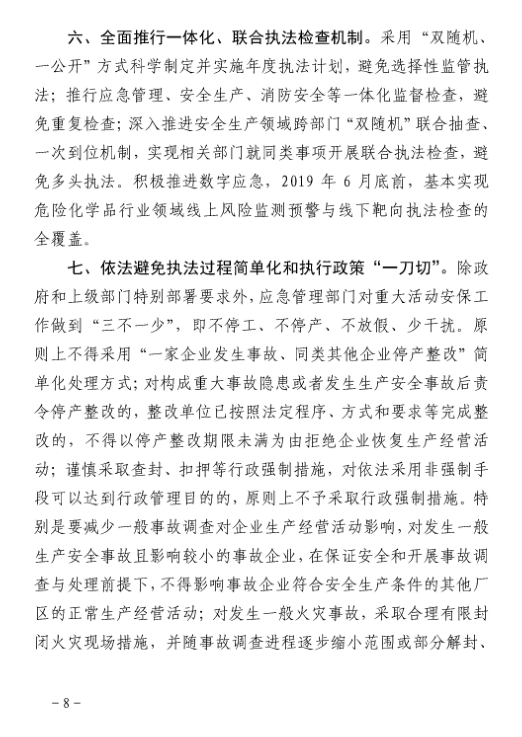 六、全面推行一体化、联合执法检查机制。采用“双随机、
一公开”方式科学制定并实施年度执法计划，避免选择性监管执
法；推行应急管理、安全生产、消防安全等一体化监督检查，避
免重复检查；深入推进安全生产领域跨部门“双随机”联合抽查、
一次到位机制，实现相关部门就同类事项开展联合执法检查，避
免多头执法。积极推进数字应急，2019 年 6 月底前，基本实现
危险化学品行业领域线上风险监测预警与线下靶向执法检查的
全覆盖。
七、依法避免执法过程简单化和执行政策“一刀切”。除政
府和上级部门特别部署要求外，应急管理部门对重大活动安保工
作做到“三不一少”，即不停工、不停产、不放假、少干扰。原
则上不得采用“一家企业发生事故、同类其他企业停产整改”简
单化处理方式；对构成重大事故隐患或者发生生产安全事故后责
令停产整改的，整改单位已按照法定程序、方式和要求等完成整
改的，不得以停产整改期限未满为由拒绝企业恢复生产经营活
动；谨慎采取查封、扣押等行政强制措施，对依法采用非强制手
段可以达到行政管理目的的，原则上不予采取行政强制措施。特
别是要减少一般事故调查对企业生产经营活动影响，对发生一般
生产安全事故且影响较小的事故企业，在保证安全和开展事故调
查与处理前提下，不得影响事故企业符合安全生产条件的其他厂
区的正常生产经营活动；对发生一般火灾事故，采取合理有限封
闭火灾现场措施，并随事故调查进程逐步缩小范围或部分解封、
－8－